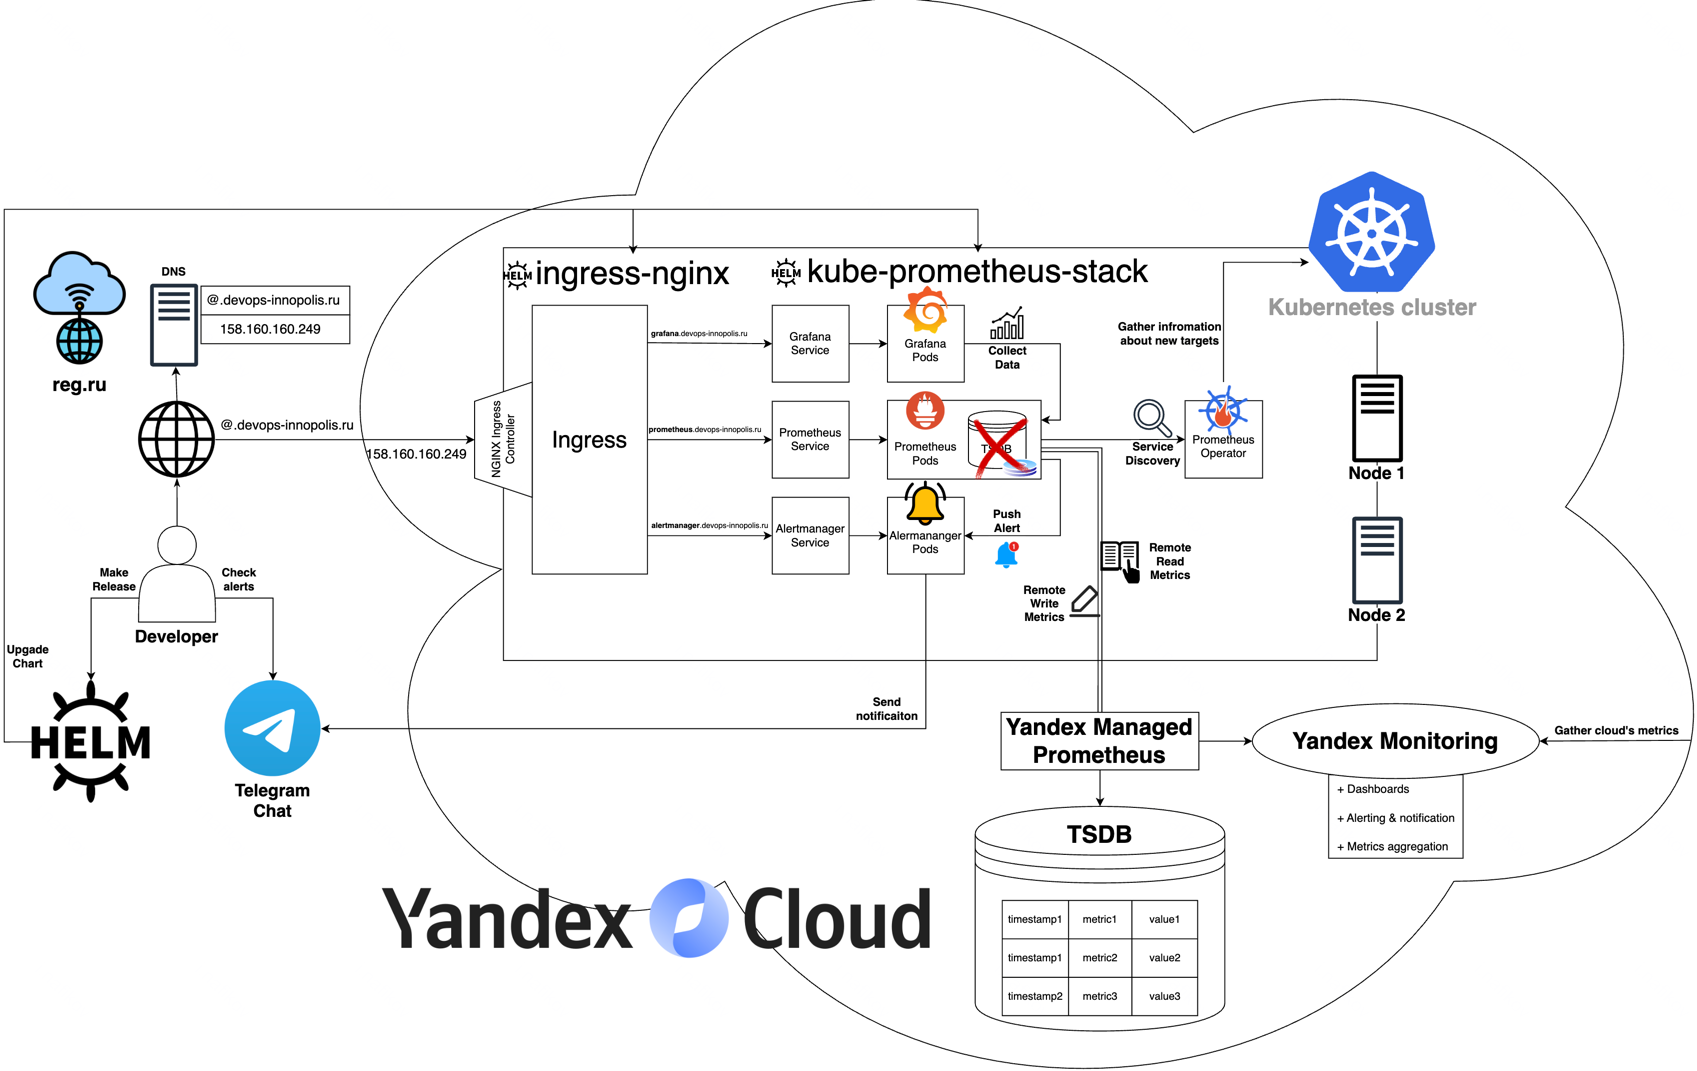 DNS
@.devops-innopolis.ru
158.160.160.249
reg.ru
@.devops-innopolis.ru
158.160.160.249
Make
Release
Check
alerts
Developer
Upgade
Chart
HELM
Telegram
Chat
HELM
ingress-nginx
HELM
kube-prometheus-stack
NGINX Ingress
Controller
Ingress
grafana.devops-innopolis.ru
prometheus.devops-innopolis.ru
alertmanager.devops-innopolis.ru
Grafana
Service
Grafana
Pods
Collect
Data
Prometheus
Service
Prometheus
Pods
TSDB
Service
Discovery
Prometheus
Operator
Gather infromation
about new targets
Alertmanager
Service
Alermananger
Pods
Push
Alert
1
Remote
Read
Metrics
Remote
Write
Metrics
Kubernetes cluster
Node 1
Node 2
Send
notificaiton
Yandex Managed
Prometheus
Yandex Monitoring
Gather cloud's metrics
+ Dashboards
+ Alerting & notification
+ Metrics aggregation
TSDB
timestamp1 metric1 value1
timestamp1 metric2 value2
timestamp2 metric3 value3
Yandex Cloud